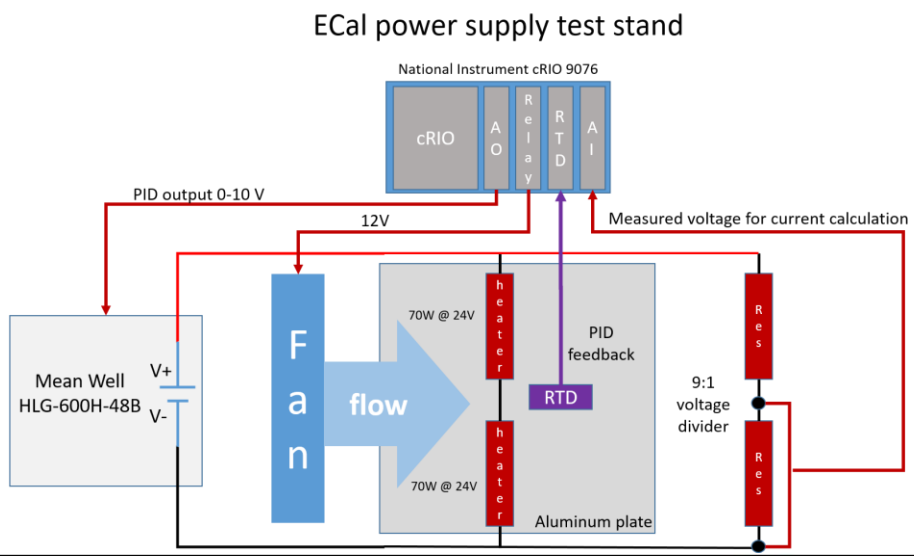 ECal power supply test stand
National Instrument cRIO 9076
cRIO
AO
Relay
RTD
AI
PID output 0-10 V
12V
Measured voltage for current calculation
Mean Well
HLG-600H-48B
V+
V-
Fan
flow
70W @ 24V
heater
PID
feedback
RTD
70W @ 24V
heater
Aluminum plate
Res
9:1
voltage
divider
Res